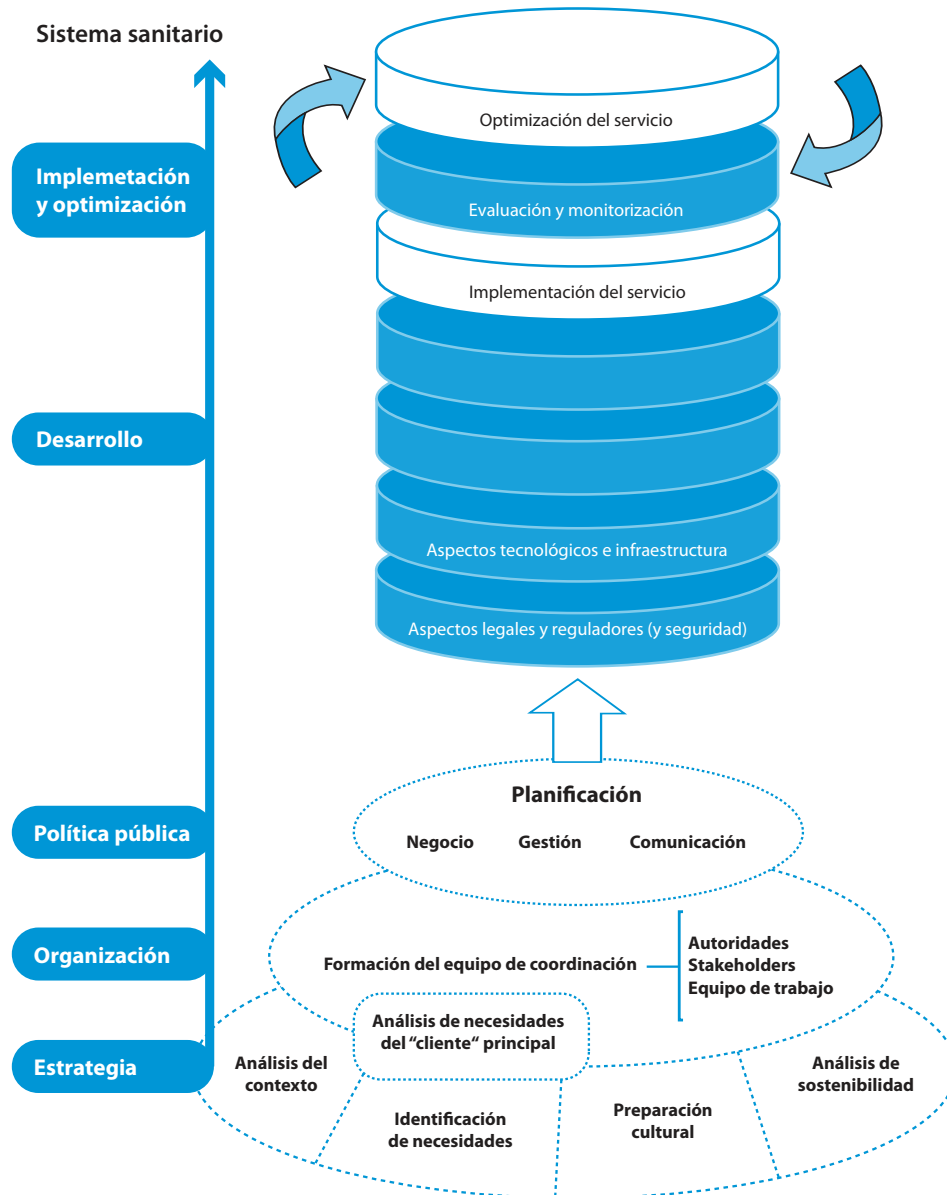 Sistema sanitario
Implemetación
y optimización
Desarrollo
Política pública
Organización
Estrategia
Optimización del servicio
Evaluación y monitorización
Implementación del servicio
Aspectos tecnológicos e infraestructura
Aspectos legales y reguladores (y seguridad)
Planificación
Negocio Gestión Comunicación
Formación del equipo de coordinación
Autoridades
Stakeholders
Equipo de trabajo
Análisis de necesidades
del “cliente“ principal
Análisis del
contexto
Identificación
de necesidades
Preparación
cultural
Análisis de
sostenibilidad